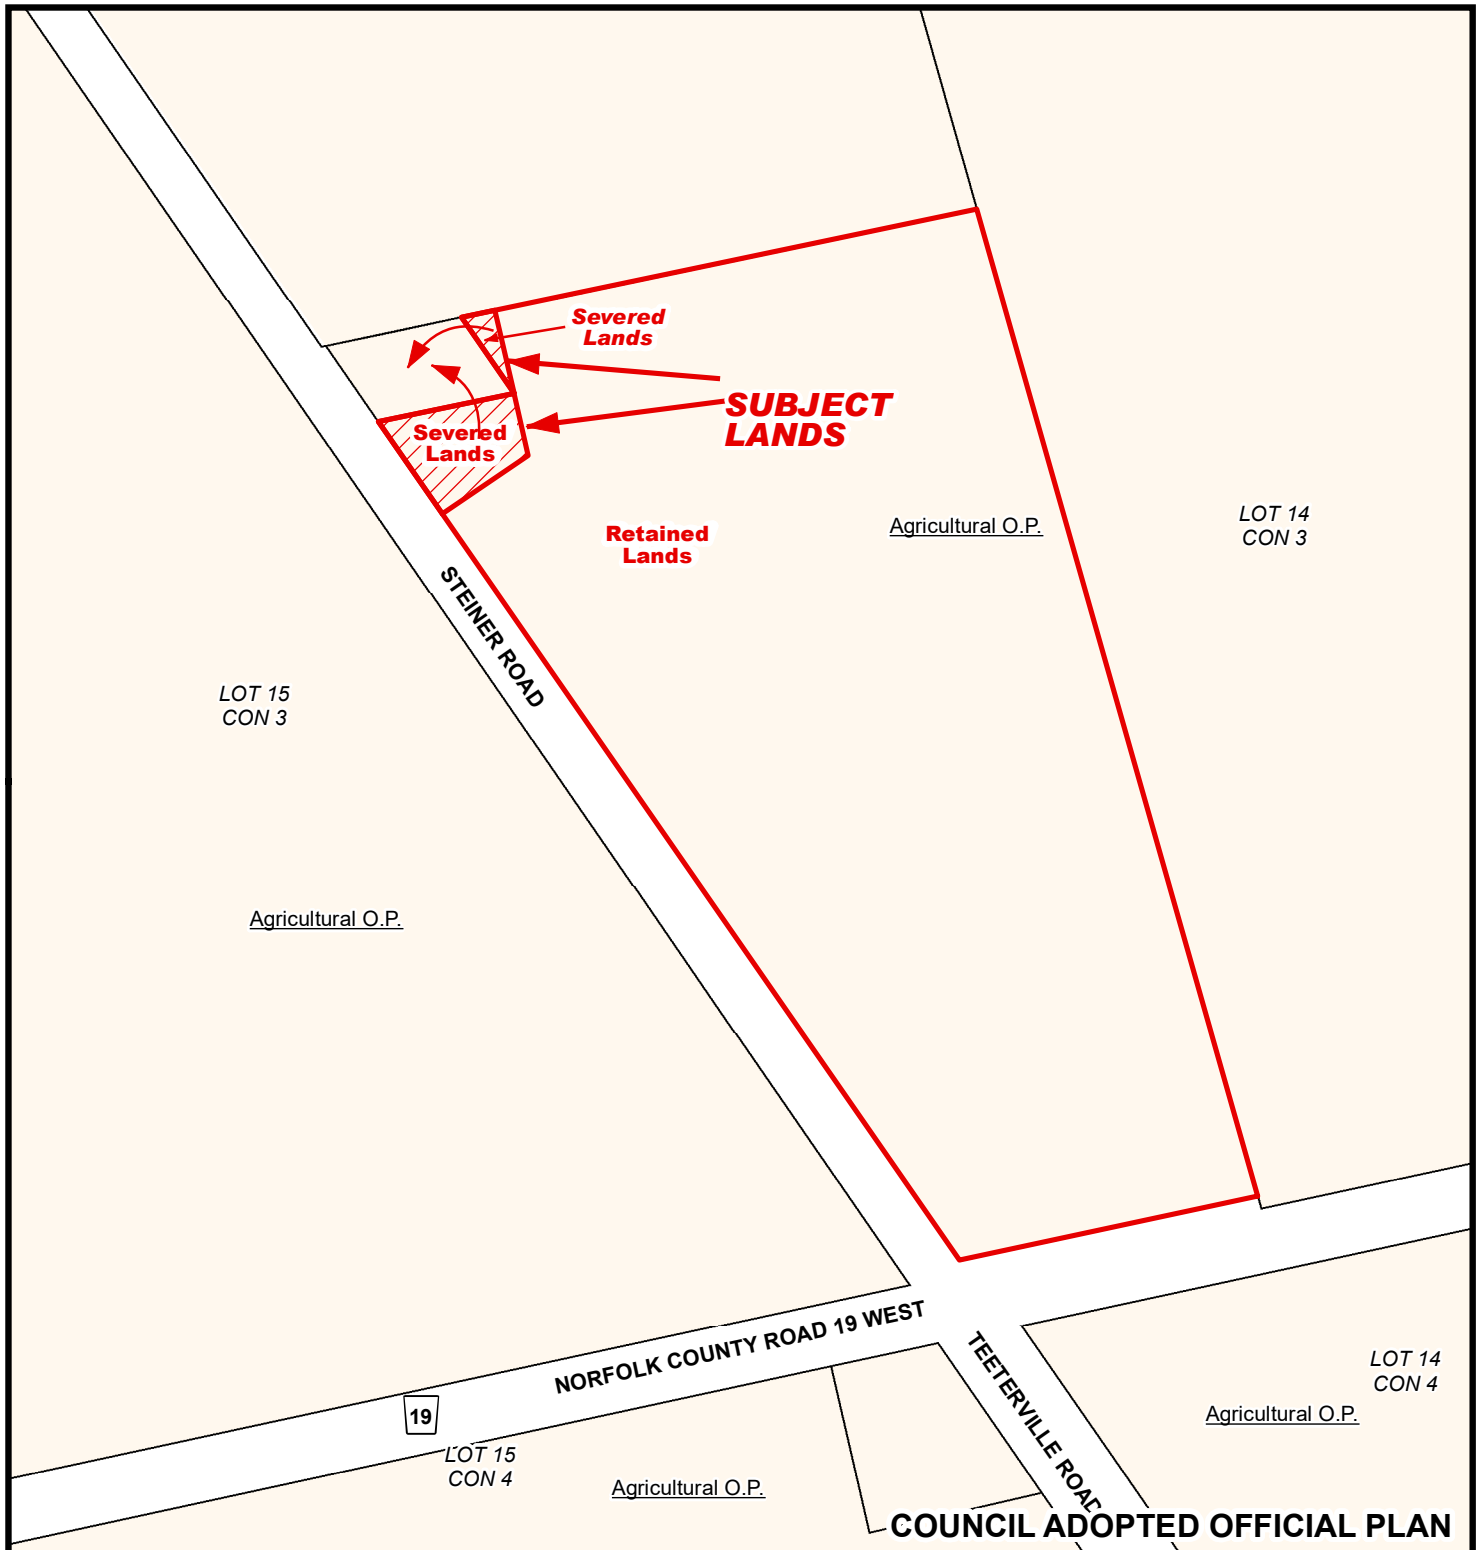 Severed
Lands
SUBJECT
LANDS
Severed
Lands
Retained
Lands
Agricultural O.P.
LOT 14
CON 3
STEINER ROAD
LOT 15
CON 3
Agricultural O.P.
NORFOLK COUNTY ROAD 19 WEST
TEETERVILLE ROAD
LOT 14
CON 4
19
Agricultural O.P.
LOT 15
CON 4
Agricultural O.P.
COUNCIL ADOPTED OFFICIAL PLAN